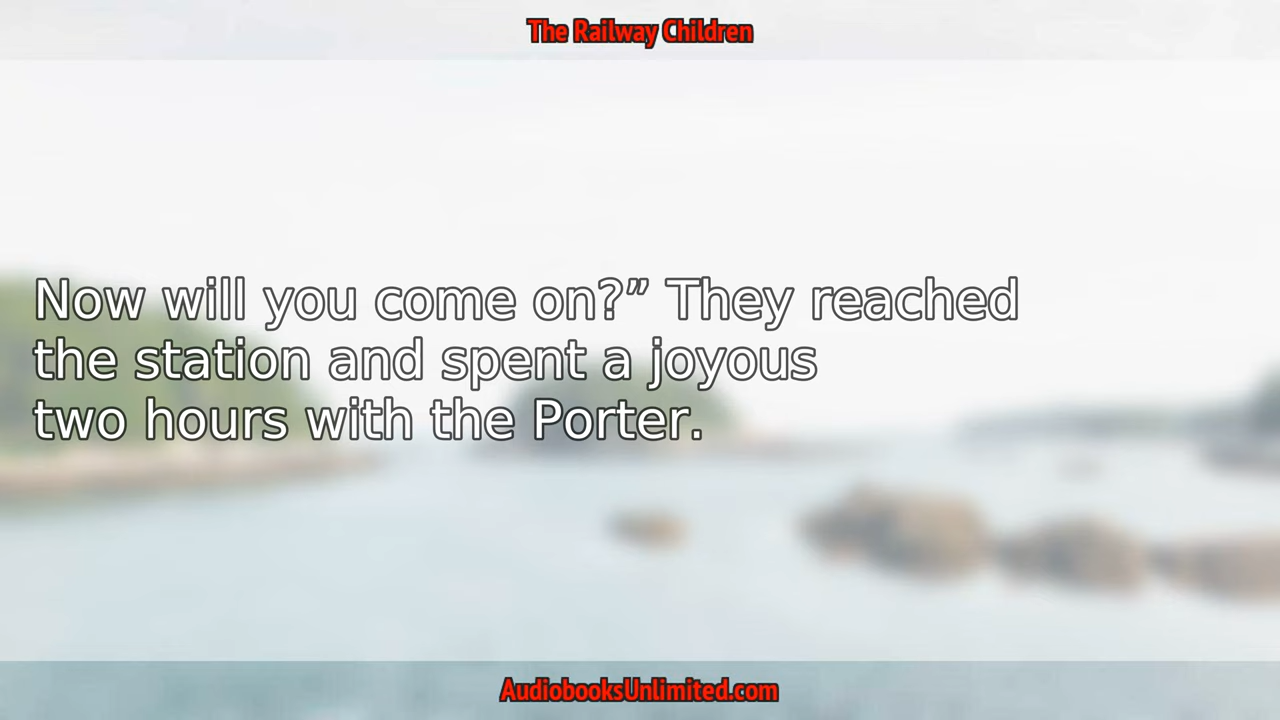 The Railway Children
Now will you come on?” They reached
the station and spent a joyous
two hours with the Porter.
AudiobooksUnlimited.com